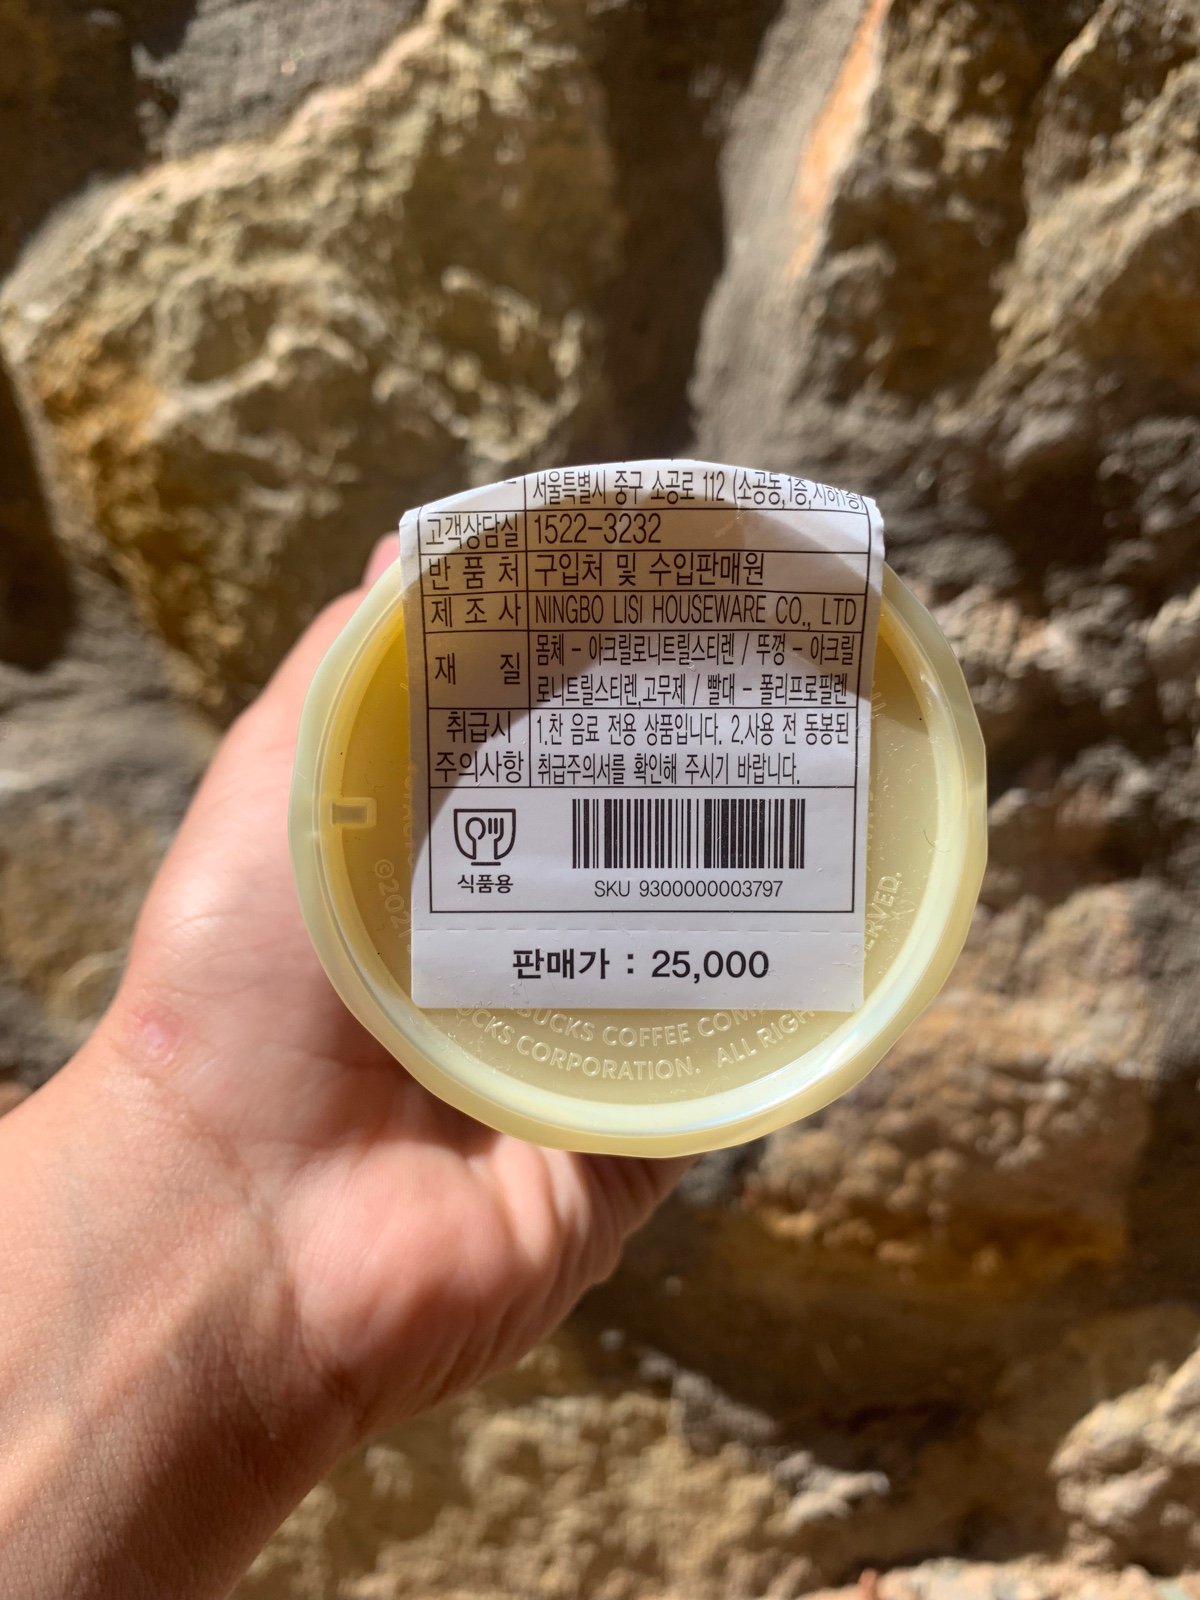 서울특별시 중구 소공로 112 (소공동,1층,지하1층)
고객상담실 1522-3232
반 품 처 구입처 및 수입판매원
제 조 사 NINGBO LISI HOUSEWARE CO., LTD
재 질 몸체 - 아크릴로니트릴스티렌 / 뚜껑 - 아크릴
로니트릴스티렌,고무제 / 빨대 - 폴리프로필렌
취급시 1.찬 음료 전용 상품입니다. 2.사용 전 동봉된
주의사항 취급주의서를 확인해 주시기 바랍니다.
식품용
SKU 9300000003797
판매가 : 25,000
BUCKS COFFEE COM
CKS CORPORATION. ALL RIGH
RVED.
©202